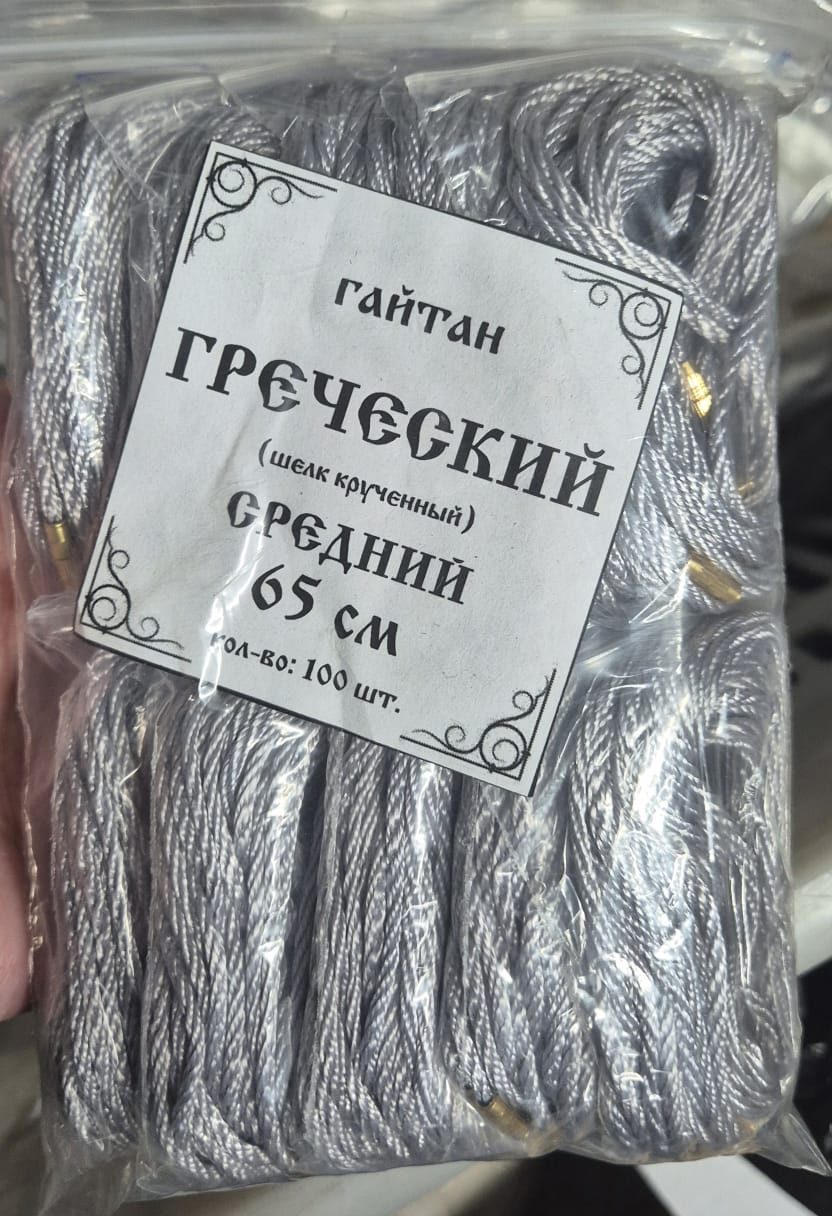 Гайтан
ГРЕЧЕСКИЙ
(шелк крученный)
СРЕДНИЙ
65 см
кол-во: 100 шт.